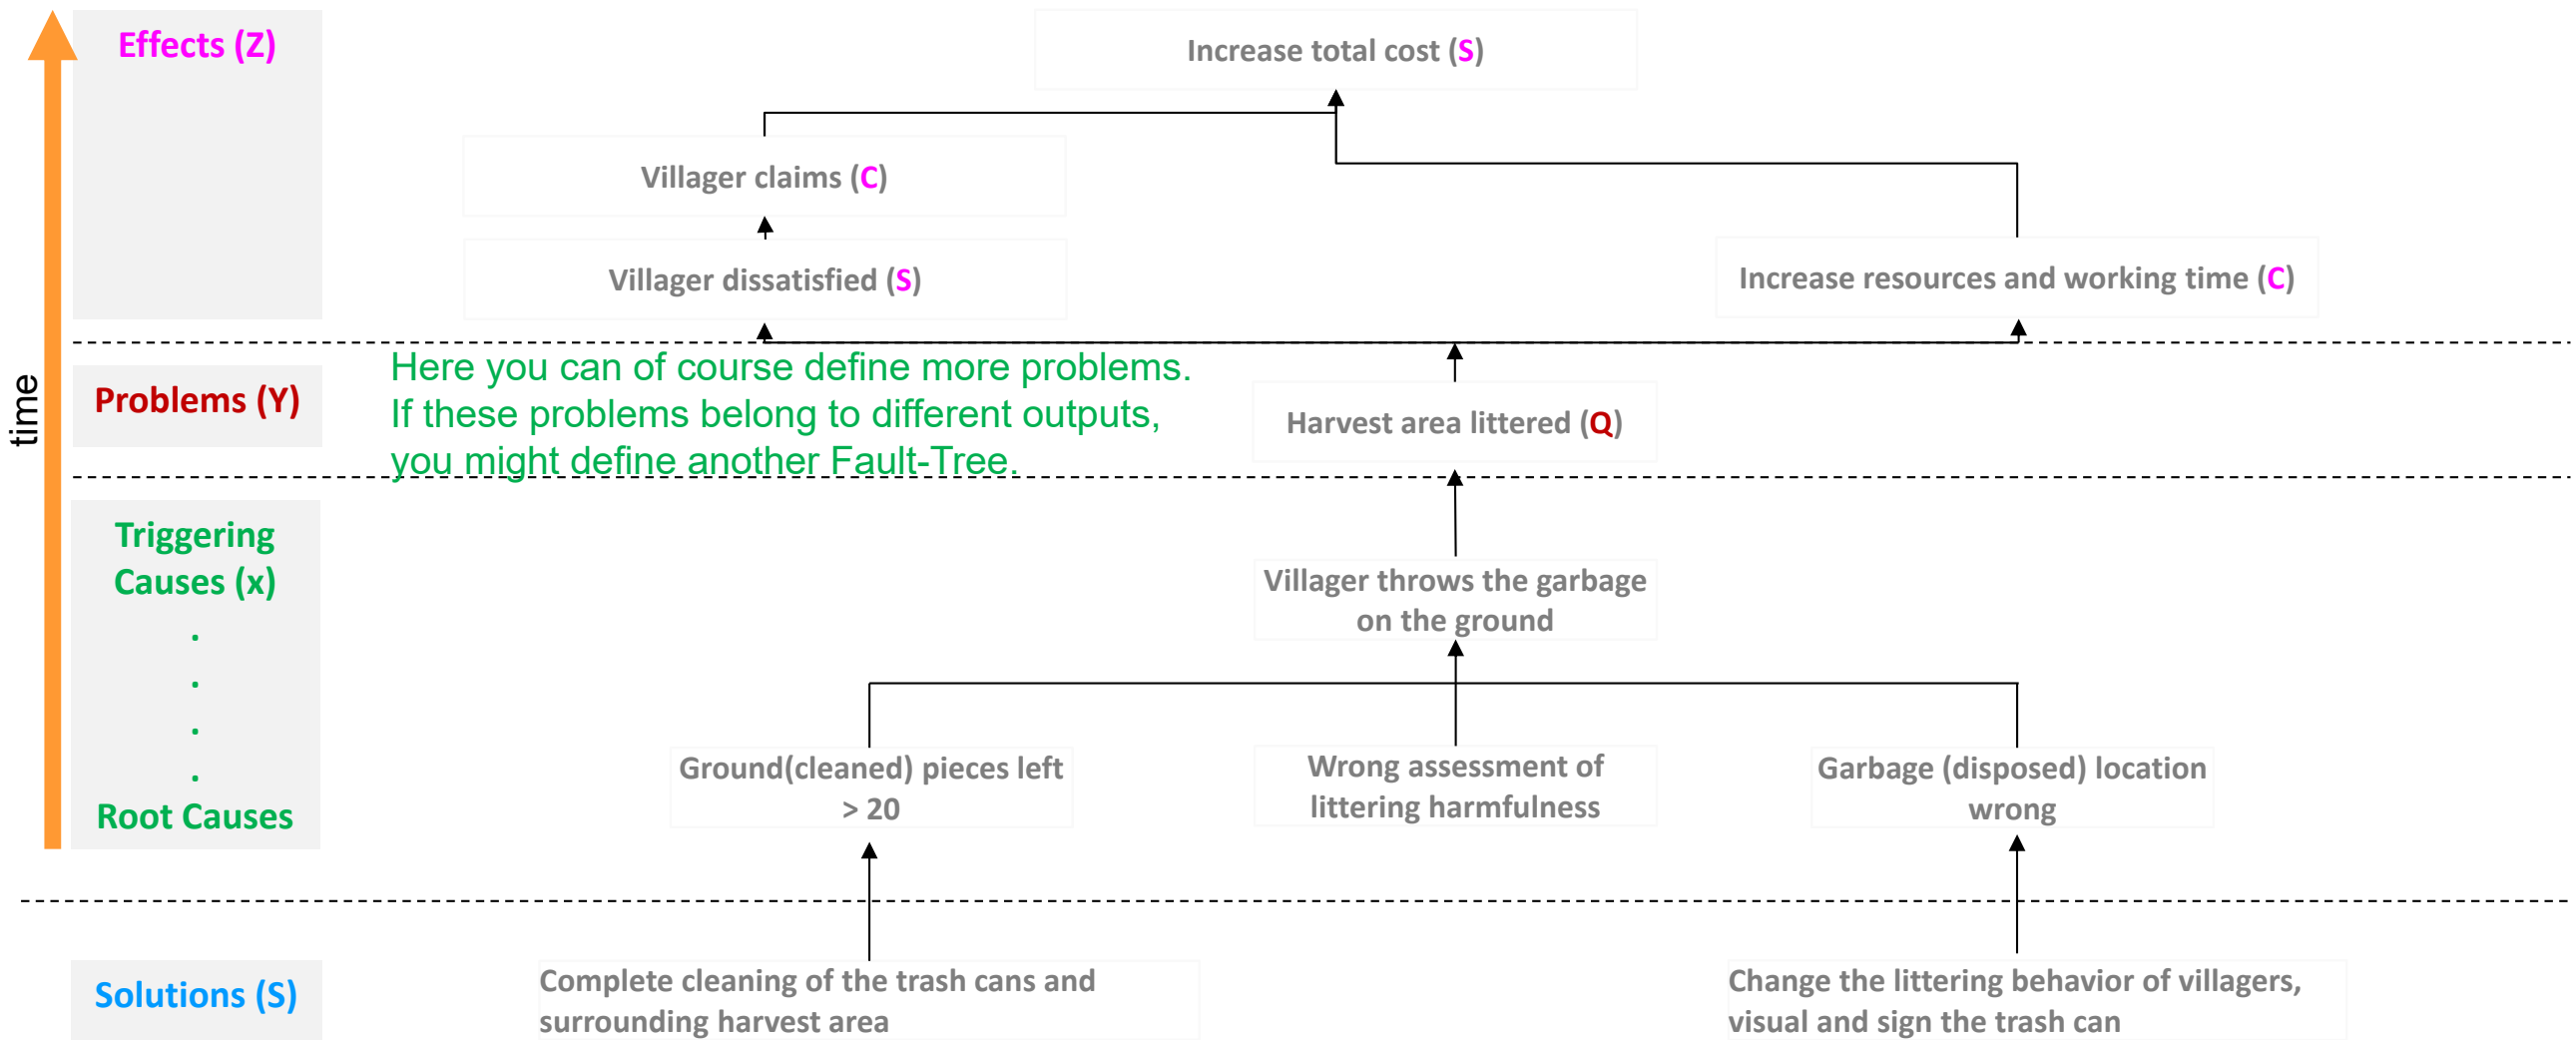 Effects (Z)
Increase total cost (S)
Villager claims (C)
Villager dissatisfied (S)
Increase resources and working time (C)
time
Problems (Y)
Here you can of course define more problems.
If these problems belong to different outputs,
you might define another Fault-Tree.
Harvest area littered (Q)
Triggering
Causes (x)
.
.
.
.
Root Causes
Villager throws the garbage
on the ground
Ground(cleaned) pieces left
> 20
Wrong assessment of
littering harmfulness
Garbage (disposed) location
wrong
Solutions (S)
Complete cleaning of the trash cans and
surrounding harvest area
Change the littering behavior of villagers,
visual and sign the trash can